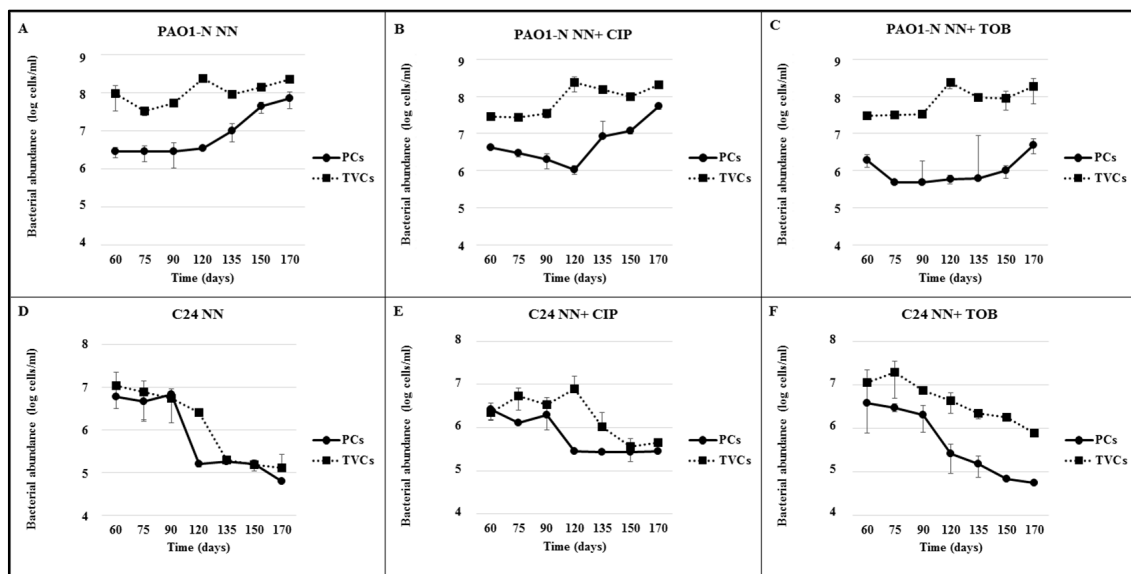 A
PAO1-N NN
Bacterial abundance (log cells/ml)
9
8
7
6
5
4
60 75 90 120 135 150 170
Time (days)
PCs
TVCs
B
PAO1-N NN+ CIP
Bacterial abundance (log cells/ml)
9
8
7
6
5
4
60 75 90 120 135 150 170
Time (days)
PCs
TVCs
C
PAO1-N NN+ TOB
Bacterial abundance (log cells/ml)
9
8
7
6
5
4
60 75 90 120 135 150 170
Time (days)
PCs
TVCs
D
C24 NN
Bacterial abundance (log cells/ml)
8
7
6
5
4
60 75 90 120 135 150 170
Time (days)
PCs
TVCs
E
C24 NN+ CIP
Bacterial abundance (log cells/ml)
8
7
6
5
4
60 75 90 120 135 150 170
Time (days)
PCs
TVCs
F
C24 NN+ TOB
Bacterial abundance (log cells/ml)
8
7
6
5
4
60 75 90 120 135 150 170
Time (days)
PCs
TVCs